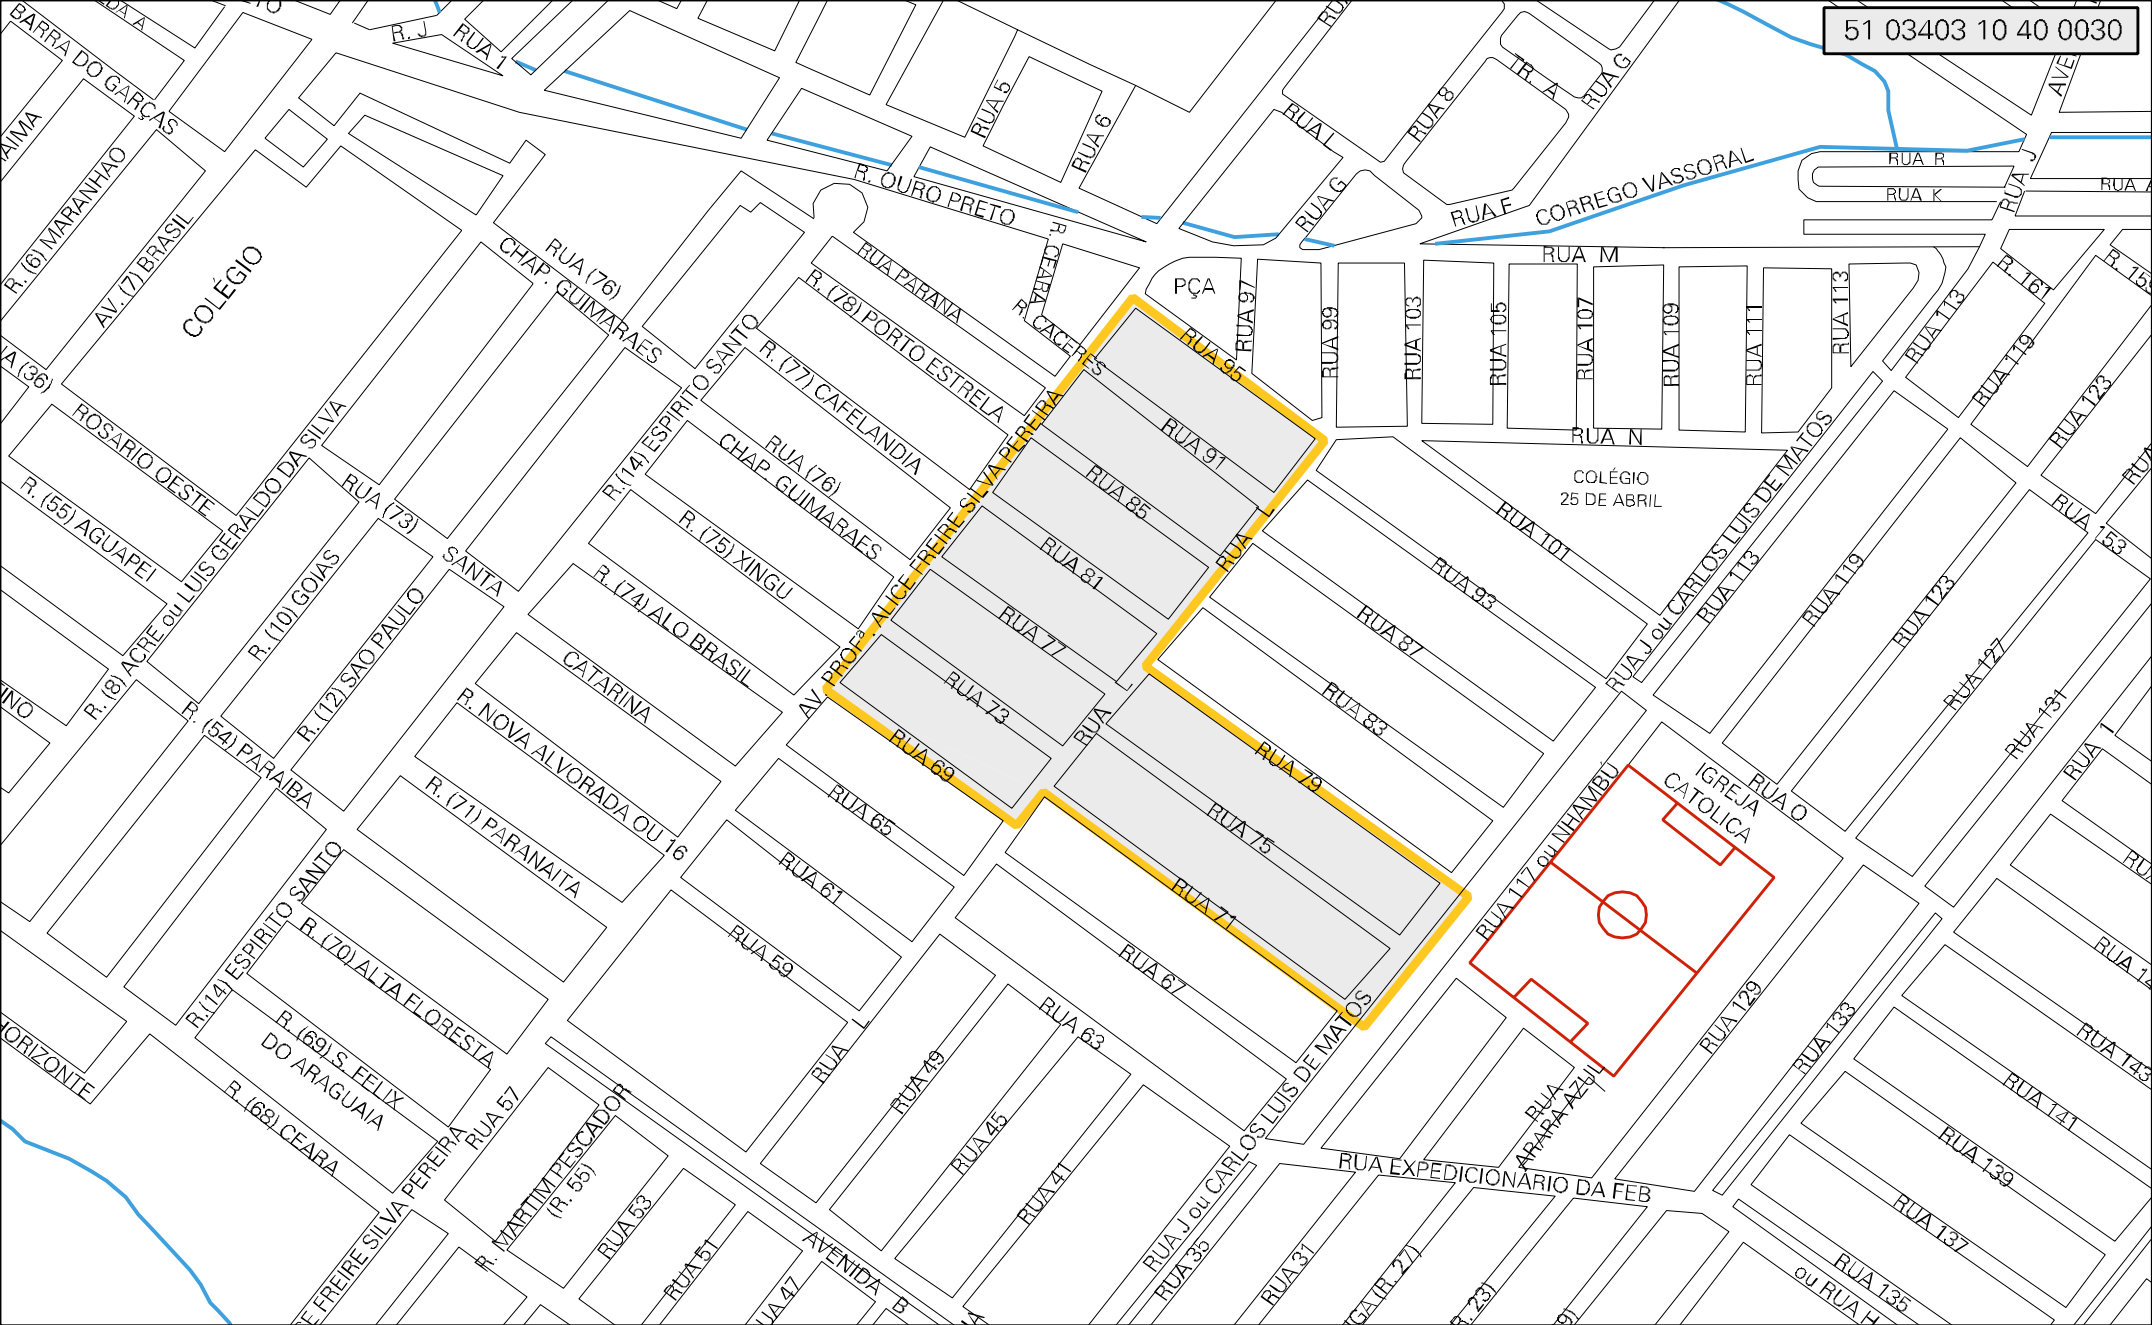 51 03403 10 40 0030
BARRA DO GARÇAS
R. J
RUA 1
RUA 5
RUA 6
RUA 8
TR. A
RUA G
RUA L
RUA G
RUA F
CORREGO VASSORAL
RUA R
RUA K
RUA J
R. OURO PRETO
R. (6) MARANHAO
AV. (7) BRASIL
COLÉGIO
RUA (76)
CHAP. GUIMARAES
RUA PARANA
R. CEARA
R. CACERES
PÇA
RUA M
R. (78) PORTO ESTRELA
R. (77) CAFELANDIA
RUA (76)
CHAP. GUIMARAES
R. (75) XINGU
R. (74) ALO BRASIL
RUA 95
RUA 97
RUA 99
RUA 103
RUA 105
RUA 107
RUA 109
RUA 111
RUA 113
RUA 113
R. 161
RUA 119
RUA 123
RUA N
COLÉGIO
25 DE ABRIL
RUA 101
RUA 153
RUA 91
RUA 85
RUA 81
RUA 77
RUA 73
RUA 69
RUA L
RUA L
RUA 93
RUA 87
RUA 83
RUA 79
RUA 75
RUA 71
AV. PROFª. ALICE FREIRE SILVA PEREIRA
R.(14) ESPIRITO SANTO
ROSARIO OESTE
R. (55) AGUAPEI
R. (8) ACRE ou LUIS GERALDO DA SILVA
RUA (73)
SANTA
CATARINA
R. (10) GOIAS
R. (12) SAO PAULO
R. (54) PARAIBA
R. NOVA ALVORADA OU 16
R. (71) PARANAITA
R.(14) ESPIRITO SANTO
R. (70) ALTA FLORESTA
R. (69) S. FELIX
DO ARAGUAIA
R. (68) CEARA
HORIZONTE
RUA 65
RUA 61
RUA 59
RUA 67
RUA 63
RUA L
RUA 49
RUA 45
RUA 41
RUA 57
R. MARTIM PESCADOR
(R. 55)
RUA 53
RUA 51
AVENIDA B
RUA J ou CARLOS LUIS DE MATOS
RUA J ou CARLOS LUIS DE MATOS
RUA 113
RUA 119
RUA 123
RUA 127
RUA 131
RUA 1
RUA O
IGREJA
CATOLICA
RUA 117 ou NHAMBÚ
RUA 129
RUA 133
RUA
ARARA AZUL
RUA EXPEDICIONÁRIO DA FEB
RUA 143
RUA 141
RUA 139
RUA 137
RUA 135
ou RUA H
RUA 35
RUA 31